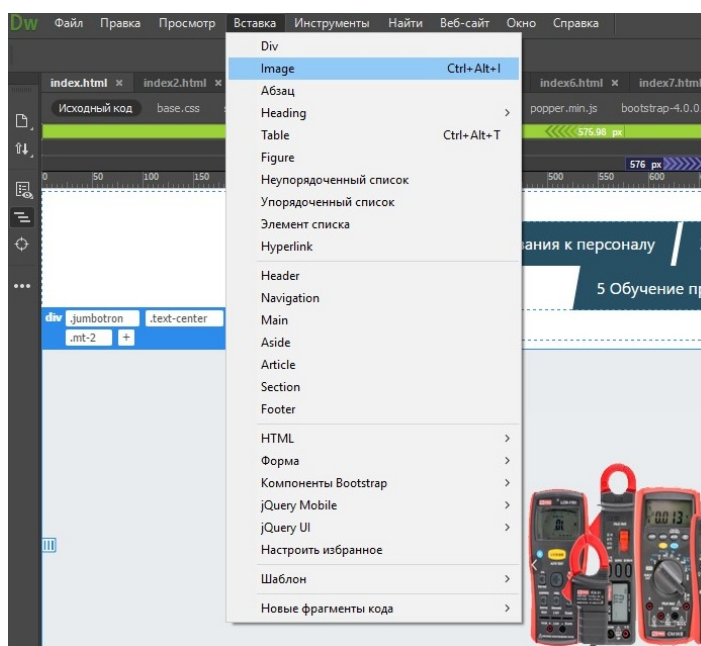 Dw Файл Правка Просмотр Вставка Инструменты Найти Веб-сайт Окно Справка
Div
index.html × index2.html × Image Ctrl+Alt+I index6.html × index7.html
Абзац
Исходный код base.css Heading > popper.min.js bootstrap-4.0.0
Table Ctrl+Alt+T 575.98 px
Figure 576 px
0 50 100 150 Неупорядоченный список 500 550 600
Упорядоченный список
Элемент списка
Hyperlink ания к персоналу
Header
5 Обучение пр
Navigation
div .jumbotron .text-center Main
.mt-2 + Aside
Article
Section
Footer
HTML >
Форма >
Компоненты Bootstrap >
jQuery Mobile >
jQuery UI >
Настроить избранное
Шаблон >
Новые фрагменты кода >